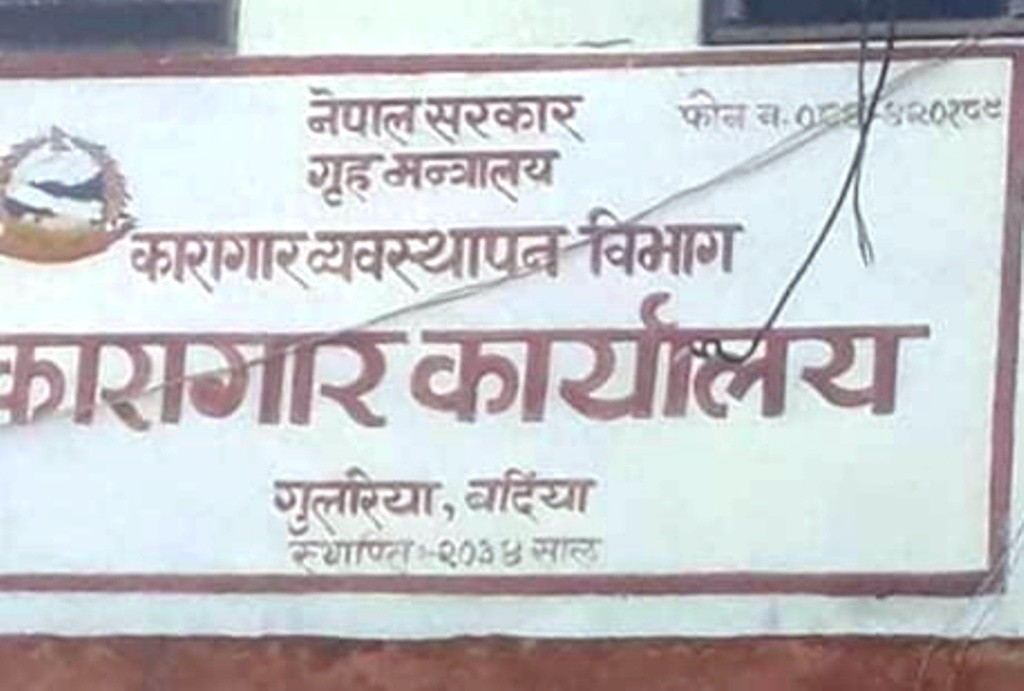 नेपाल सरकार
गृह मन्त्रालय
फोन न.
कारागार व्यवस्थापन विभाग
कारागार कार्यालय
गुलरिया, बर्दिया
स्थापित :- २०३४ साल